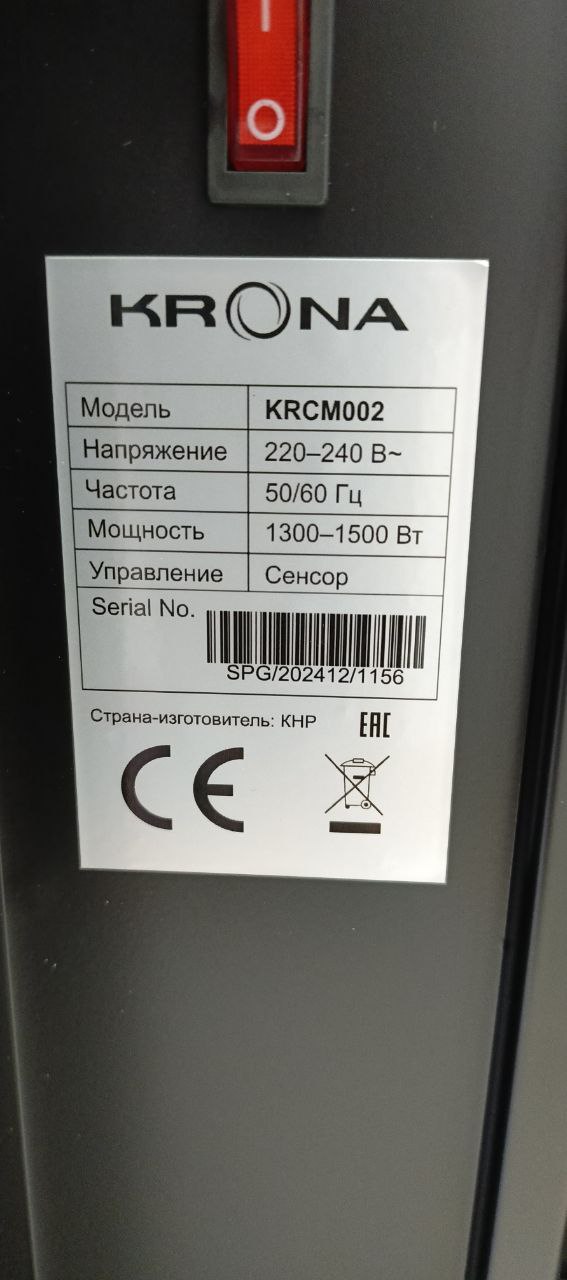 KRONA
Модель KRCM002
Напряжение 220–240 В~
Частота 50/60 Гц
Мощность 1300–1500 Вт
Управление Сенсор
Serial No.
SPG/202412/1156
Страна-изготовитель: КНР EAC
CE